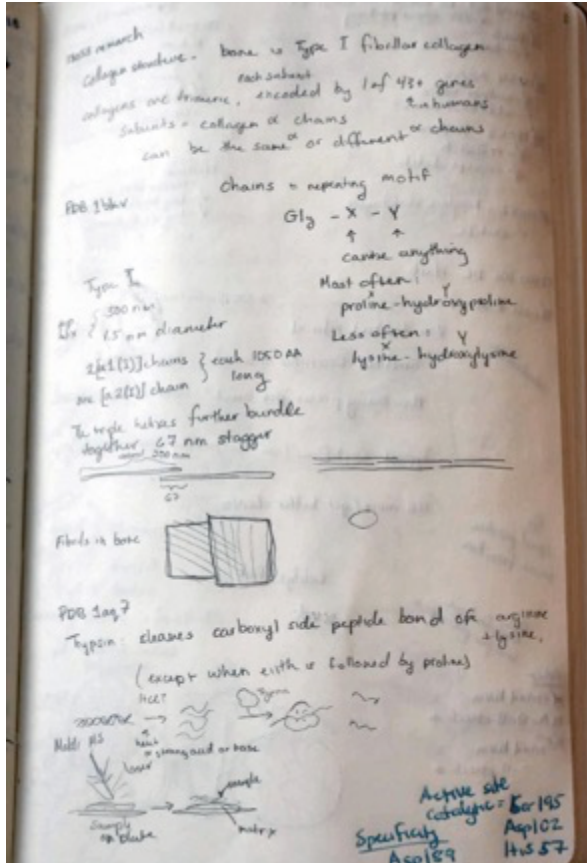 collagen structure - bone is Type I fibrillar collagen
each subunit
collagens are trimeric, encoded by 1 of 43+ genes
in humans
subunits = collagen α chains
can be the same α or different α chains
chains = repeating motif
PDB 1bkv
Gly - X - Y
can be anything
Type I
Most often:
X Y
proline-hydroxyproline
300 nm
1.5 nm diameter
Less often:
X Y
lysine - hydroxylysine
2[α1(I)] chains } each 1050 AA
one [α2(I)] chain long
triple helices further bundle
together 67 nm stagger
300 nm
67
Fibrils in bone
PDB 1aq7
Trypsin: cleaves carboxyl side peptide bond of arginine
+ lysine,
(except when either is followed by proline)
HCl?
heat
strong acid or base
Maldi MS
laser
sample
sample
on plate
matrix
Active site
catalytic = Ser195
Asp102
His57
Specificity
Asp189